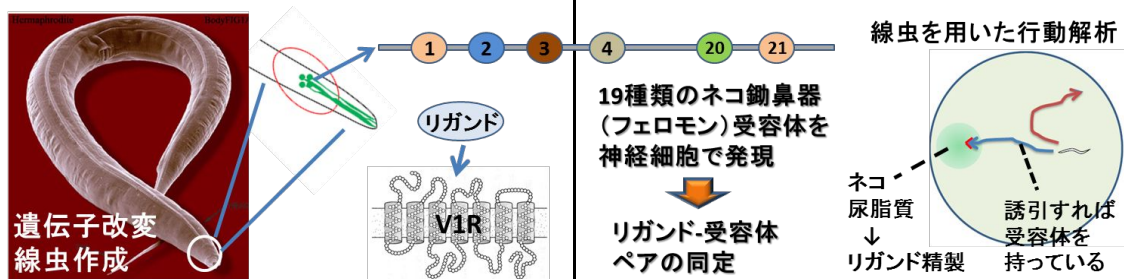 Hermaphrodite
BodyFIG1
1
2
3
4
20
21
リガンド
V1R
遺伝子改変
線虫作成
19種類のネコ鋤鼻器
（フェロモン）受容体を
神経細胞で発現
リガンド-受容体
ペアの同定
線虫を用いた行動解析
ネコ
尿脂質
↓
リガンド精製
誘引すれば
受容体を
持っている